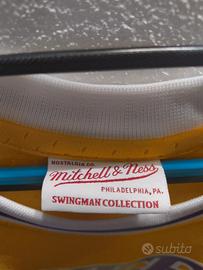 NOSTALGIA CO.
Mitchell & Ness
PHILADELPHIA, PA.
SWINGMAN COLLECTION
subito